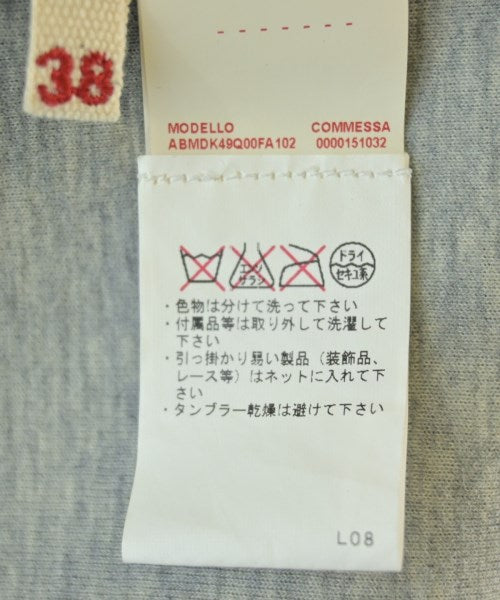 38
MODELLO COMMESSA
ABMDK49Q00FA102 0000151032
エンソ
サラシ
ドライ
セキユ系
・色物は分けて洗って下さい
・付属品等は取り外して洗濯して
下さい
・引っ掛かり易い製品（装飾品、
レース等）はネットに入れて下
さい
・タンブラー乾燥は避けて下さい
L08